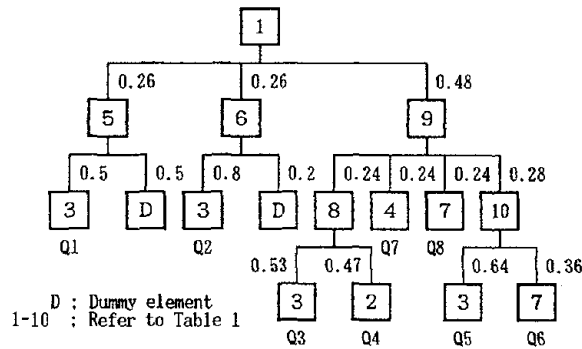 1
0.26 0.26 0.48
5 6 9
0.5 0.5 0.8 0.2 0.24 0.24 0.24 0.28
3 D 3 D 8 4 7 10
Q1 Q2 Q7 Q8
0.53 0.47 0.64 0.36
3 2 3 7
Q3 Q4 Q5 Q6
D : Dummy element
1-10 : Refer to Table 1